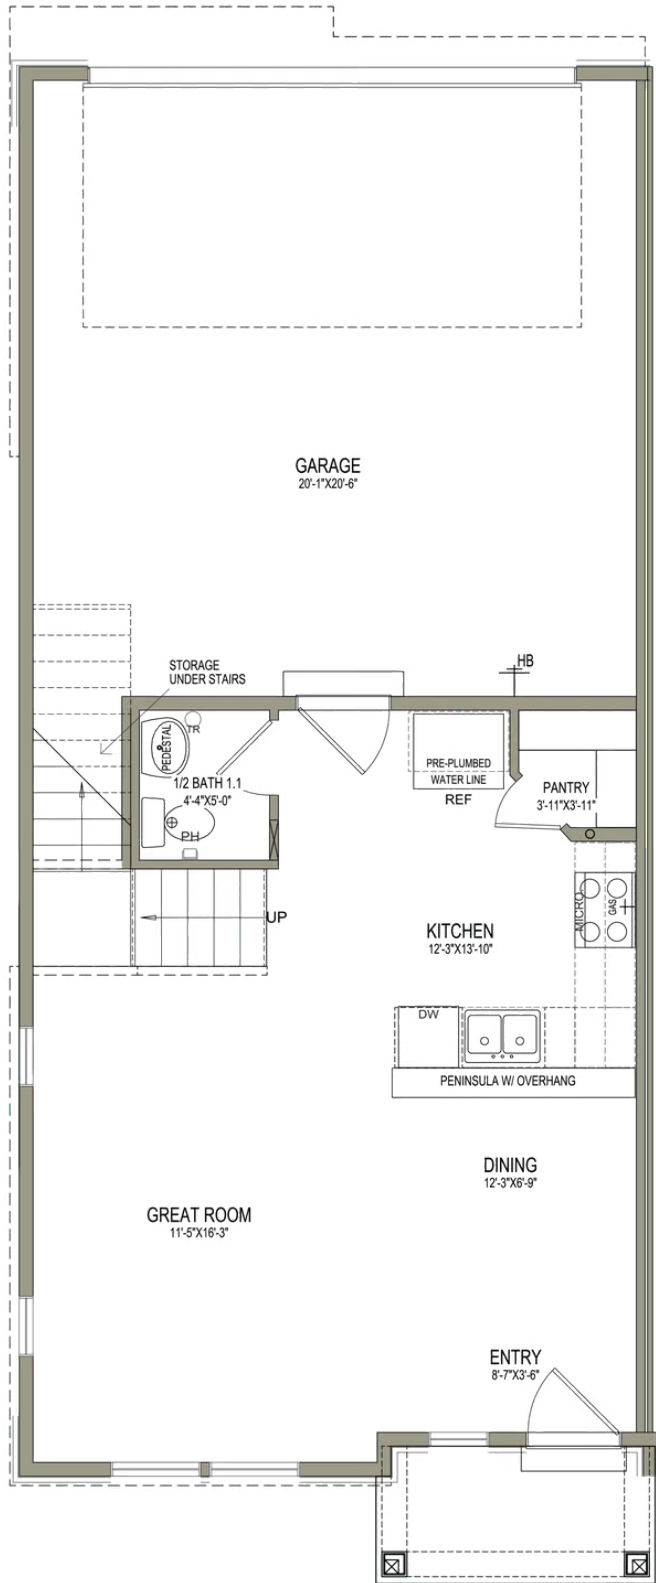 GARAGE
20'-1"X20'-6"
STORAGE
UNDER STAIRS
HB
PEDESTAL
TR
1/2 BATH 1.1
4'-4"X5'-0"
PH
PRE-PLUMBED
WATER LINE
REF
PANTRY
3'-11"X3'-11"
MICRO.
GAS
UP
KITCHEN
12'-3"X13'-10"
DW
PENINSULA W/ OVERHANG
DINING
12'-3"X6'-9"
GREAT ROOM
11'-5"X16'-3"
ENTRY
8'-7"X3'-6"